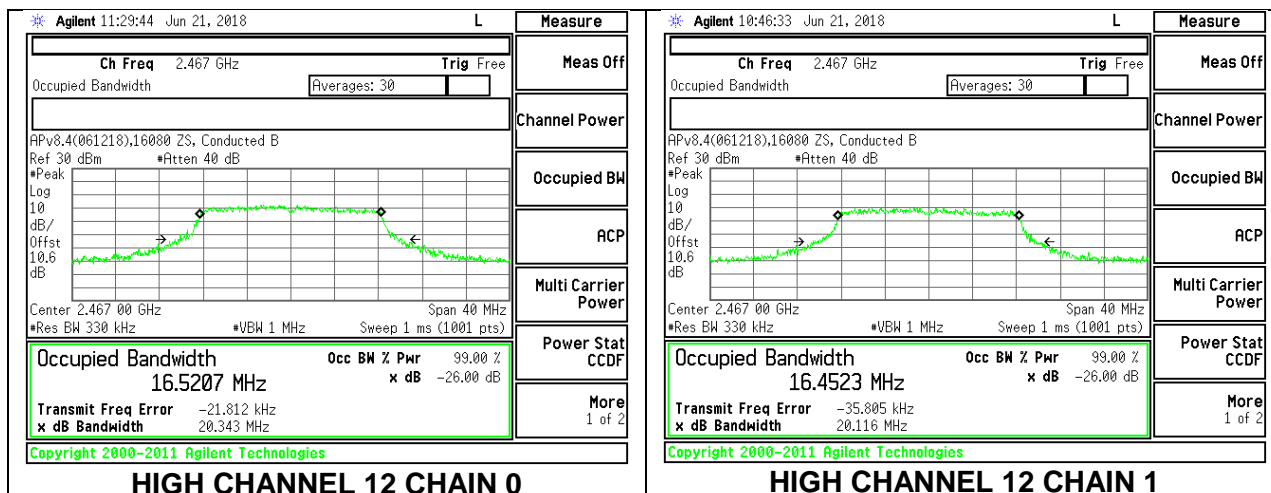 Agilent 11:29:44 Jun 21, 2018 L Measure
Ch Freq 2.467 GHz Trig Free
Occupied Bandwidth Averages: 30
APv8.4(061218),16080 ZS, Conducted B
Ref 30 dBm #Atten 40 dB
#Peak
Log
10
dB/
Offst
10.6
dB
Center 2.467 00 GHz Span 40 MHz
#Res BW 330 kHz #VBW 1 MHz Sweep 1 ms (1001 pts)
Occupied Bandwidth Occ BW % Pwr 99.00 %
16.5207 MHz x dB -26.00 dB
Transmit Freq Error -21.812 kHz
x dB Bandwidth 20.343 MHz
Copyright 2000-2011 Agilent Technologies
Meas Off
Channel Power
Occupied BW
ACP
Multi Carrier
Power
Power Stat
CCDF
More
1 of 2
HIGH CHANNEL 12 CHAIN 0
Agilent 10:46:33 Jun 21, 2018 L Measure
Ch Freq 2.467 GHz Trig Free
Occupied Bandwidth Averages: 30
APv8.4(061218),16080 ZS, Conducted B
Ref 30 dBm #Atten 40 dB
#Peak
Log
10
dB/
Offst
10.6
dB
Center 2.467 00 GHz Span 40 MHz
#Res BW 330 kHz #VBW 1 MHz Sweep 1 ms (1001 pts)
Occupied Bandwidth Occ BW % Pwr 99.00 %
16.4523 MHz x dB -26.00 dB
Transmit Freq Error -35.805 kHz
x dB Bandwidth 20.116 MHz
Copyright 2000-2011 Agilent Technologies
Meas Off
Channel Power
Occupied BW
ACP
Multi Carrier
Power
Power Stat
CCDF
More
1 of 2
HIGH CHANNEL 12 CHAIN 1